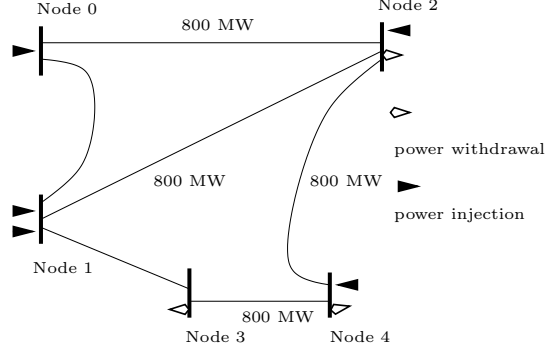 Node 0
Node 2
800 MW
power withdrawal
800 MW
800 MW
power injection
Node 1
800 MW
Node 3
Node 4